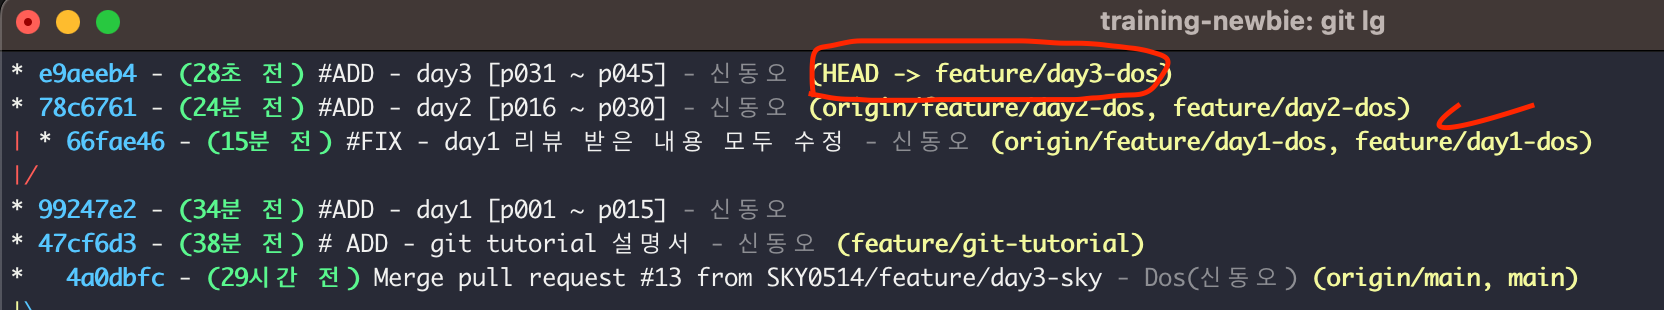 training-newbie: git lg
* e9aeeb4 - (28초 전) #ADD - day3 [p031 ~ p045] - 신동오 (HEAD -> feature/day3-dos)
* 78c6761 - (24분 전) #ADD - day2 [p016 ~ p030] - 신동오 (origin/feature/day2-dos, feature/day2-dos)
| * 66fae46 - (15분 전) #FIX - day1 리뷰 받은 내용 모두 수정 - 신동오 (origin/feature/day1-dos, feature/day1-dos)
|/
* 99247e2 - (34분 전) #ADD - day1 [p001 ~ p015] - 신동오
* 47cf6d3 - (38분 전) # ADD - git tutorial 설명서 - 신동오 (feature/git-tutorial)
*   4a0dbfc - (29시간 전) Merge pull request #13 from SKY0514/feature/day3-sky - Dos(신동오) (origin/main, main)
|\